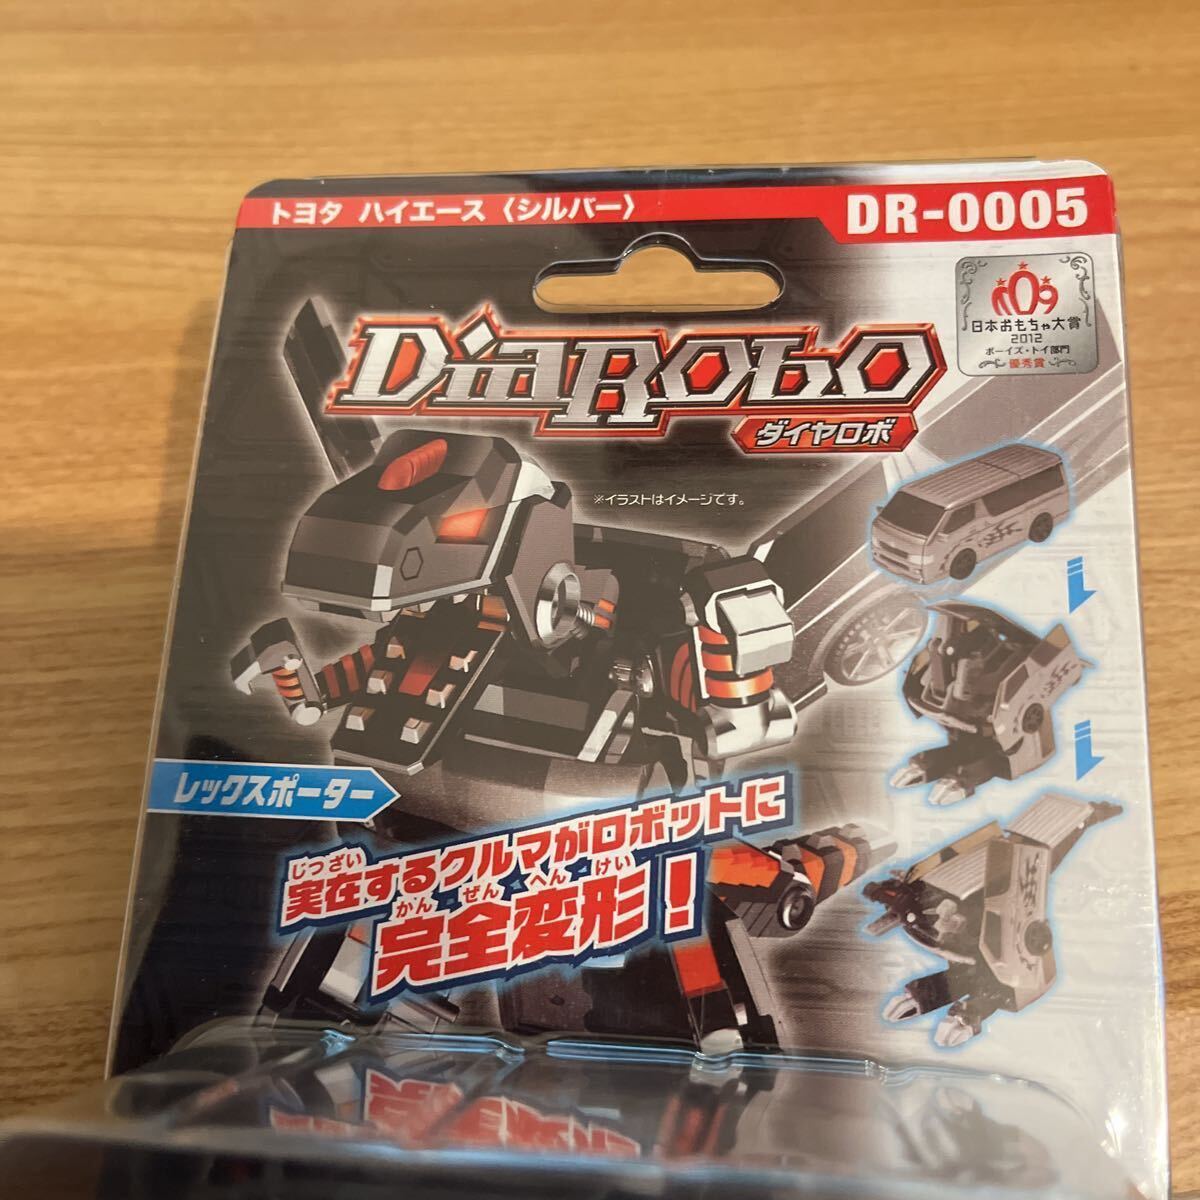 トヨタ ハイエース〈シルバー〉
DR-0005
日本おもちゃ大賞
2012
ボーイズ・トイ部門
優秀賞
DiaRobo
ダイヤロボ
※イラストはイメージです。
レックスポーター
じつざい
実在するクルマがロボットに
かん ぜん へん けい
完全変形!